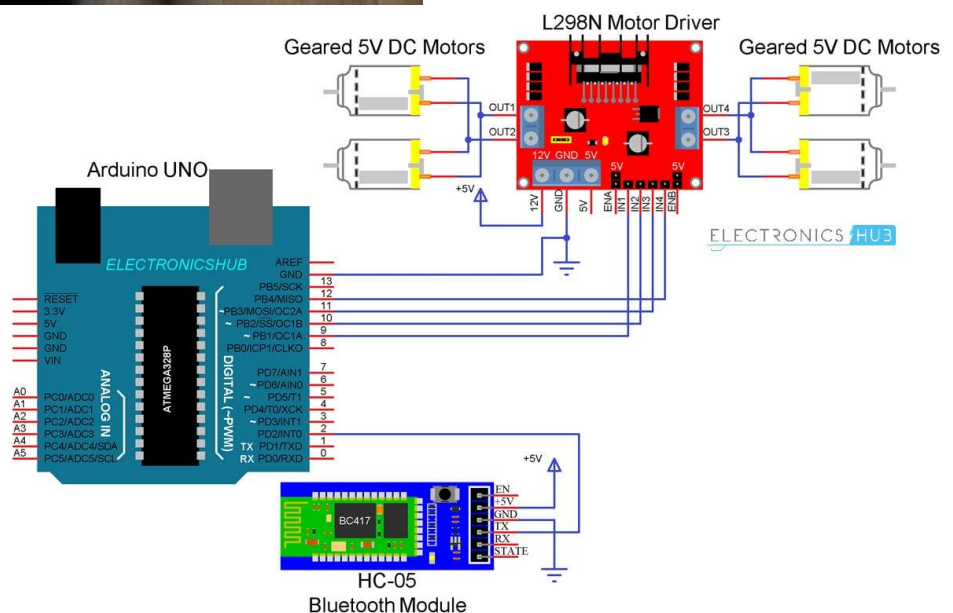 L298N Motor Driver
Geared 5V DC Motors
Geared 5V DC Motors
OUT1
OUT2
OUT4
OUT3
12V GND 5V
5V
5V
+5V
12V
GND
5V
ENA
IN1
IN2
IN3
IN4
ENB
ELECTRONICS HUB
Arduino UNO
ELECTRONICSHUB
RESET
3.3V
5V
GND
GND
VIN
A0 PC0/ADC0
A1 PC1/ADC1
A2 PC2/ADC2
A3 PC3/ADC3
A4 PC4/ADC4/SDA
A5 PC5/ADC5/SCL
ANALOG IN
ATMEGA328P
DIGITAL (~PWM)
AREF
GND
PB5/SCK 13
PB4/MISO 12
~PB3/MOSI/OC2A 11
~ PB2/SS/OC1B 10
~ PB1/OC1A 9
PB0/ICP1/CLKO 8
PD7/AIN1 7
~ PD6/AIN0 6
~ PD5/T1 5
PD4/T0/XCK 4
~ PD3/INT1 3
PD2/INT0 2
TX PD1/TXD 1
RX PD0/RXD 0
+5V
BC417
EN
+5V
GND
TX
RX
STATE
HC-05
Bluetooth Module